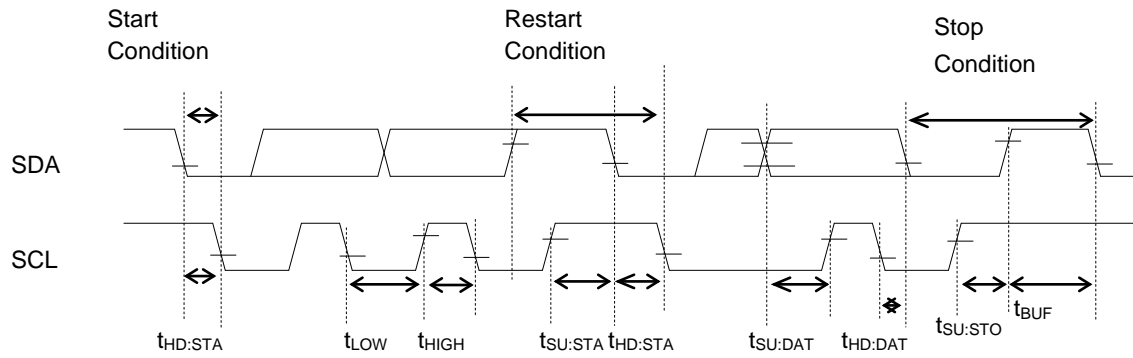 Start
Condition
Restart
Condition
Stop
Condition
SDA
SCL
tHD:STA
tLOW
tHIGH
tSU:STA
tHD:STA
tSU:DAT
tHD:DAT
tSU:STO
tBUF